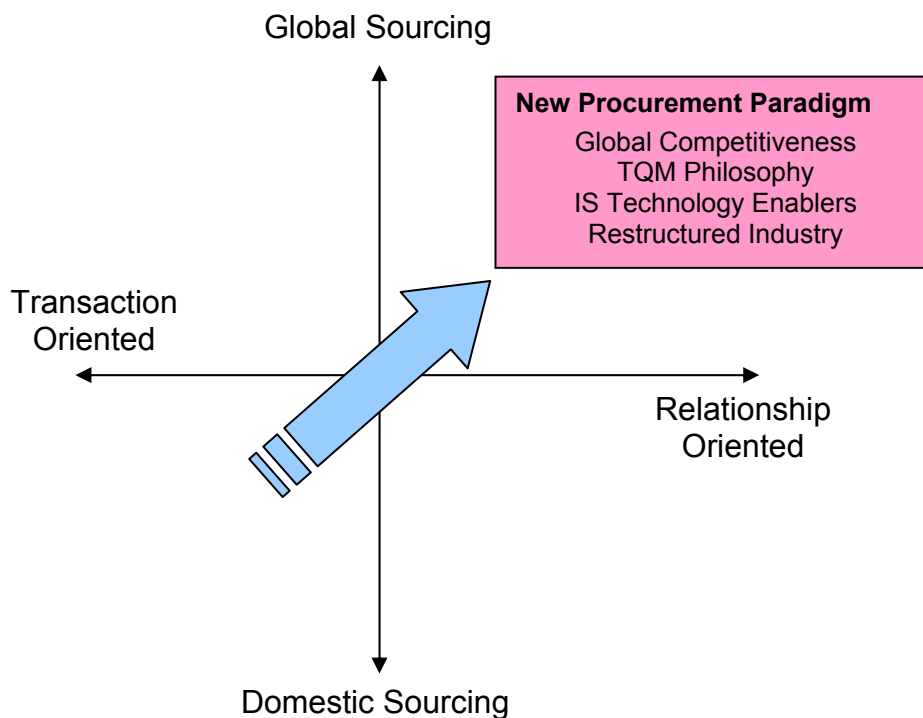 Global Sourcing
New Procurement Paradigm
Global Competitiveness
TQM Philosophy
IS Technology Enablers
Restructured Industry
Transaction
Oriented
Relationship
Oriented
Domestic Sourcing